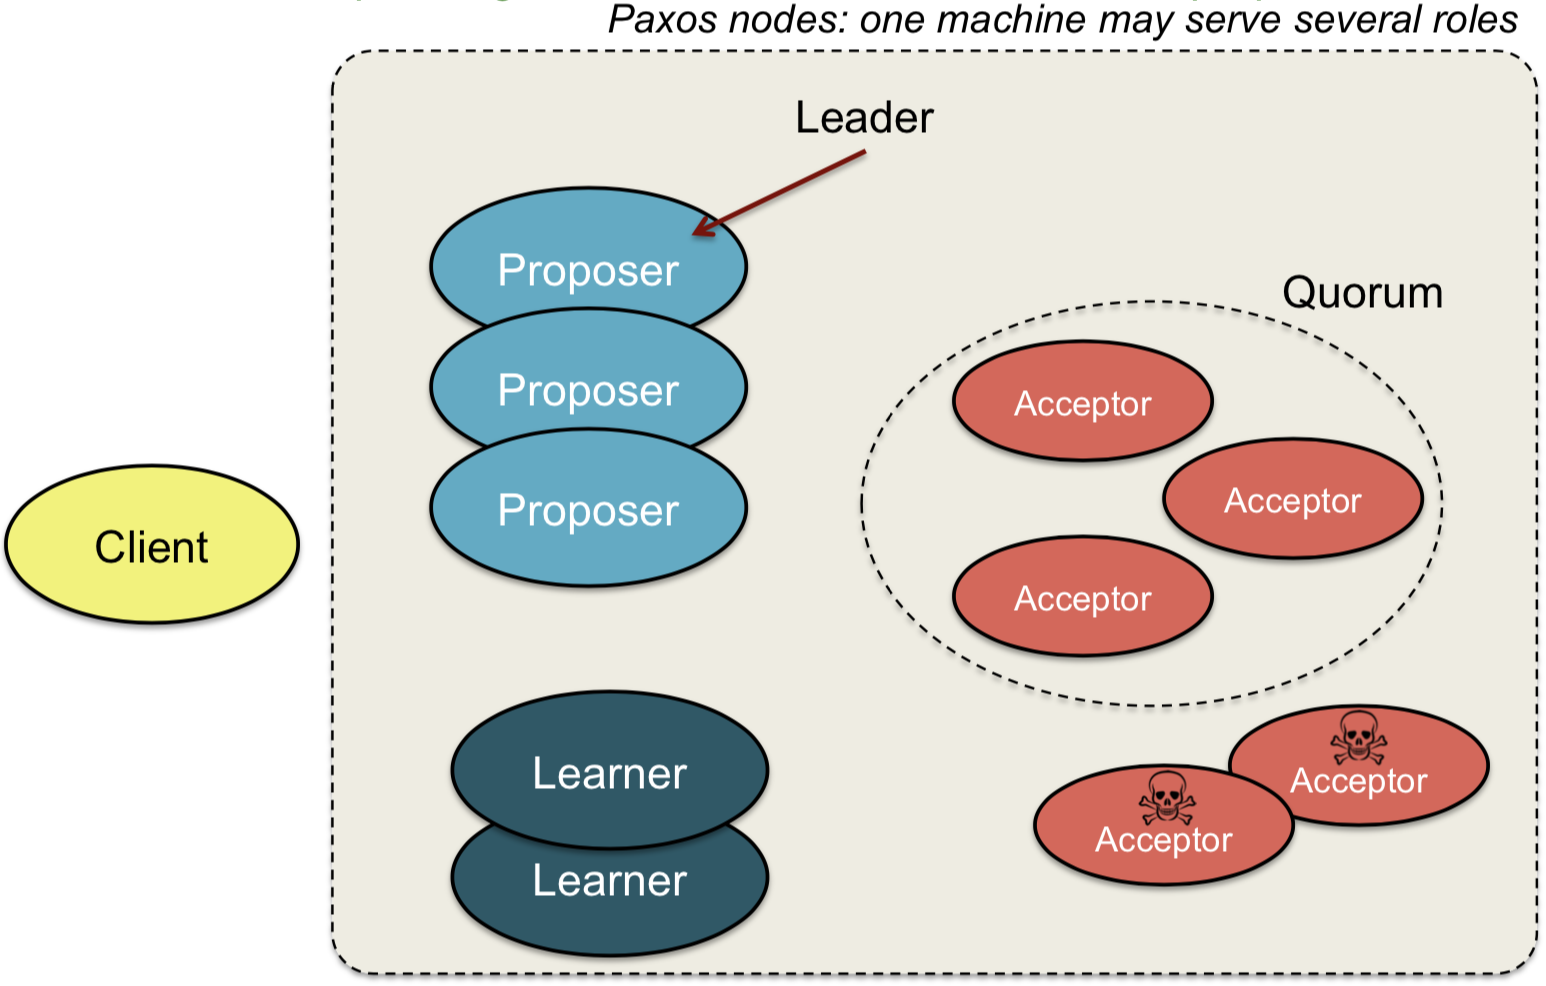 Paxos nodes: one machine may serve several roles
Leader
Proposer
Proposer
Proposer
Quorum
Acceptor
Acceptor
Acceptor
Client
Learner
Learner
Acceptor
Acceptor